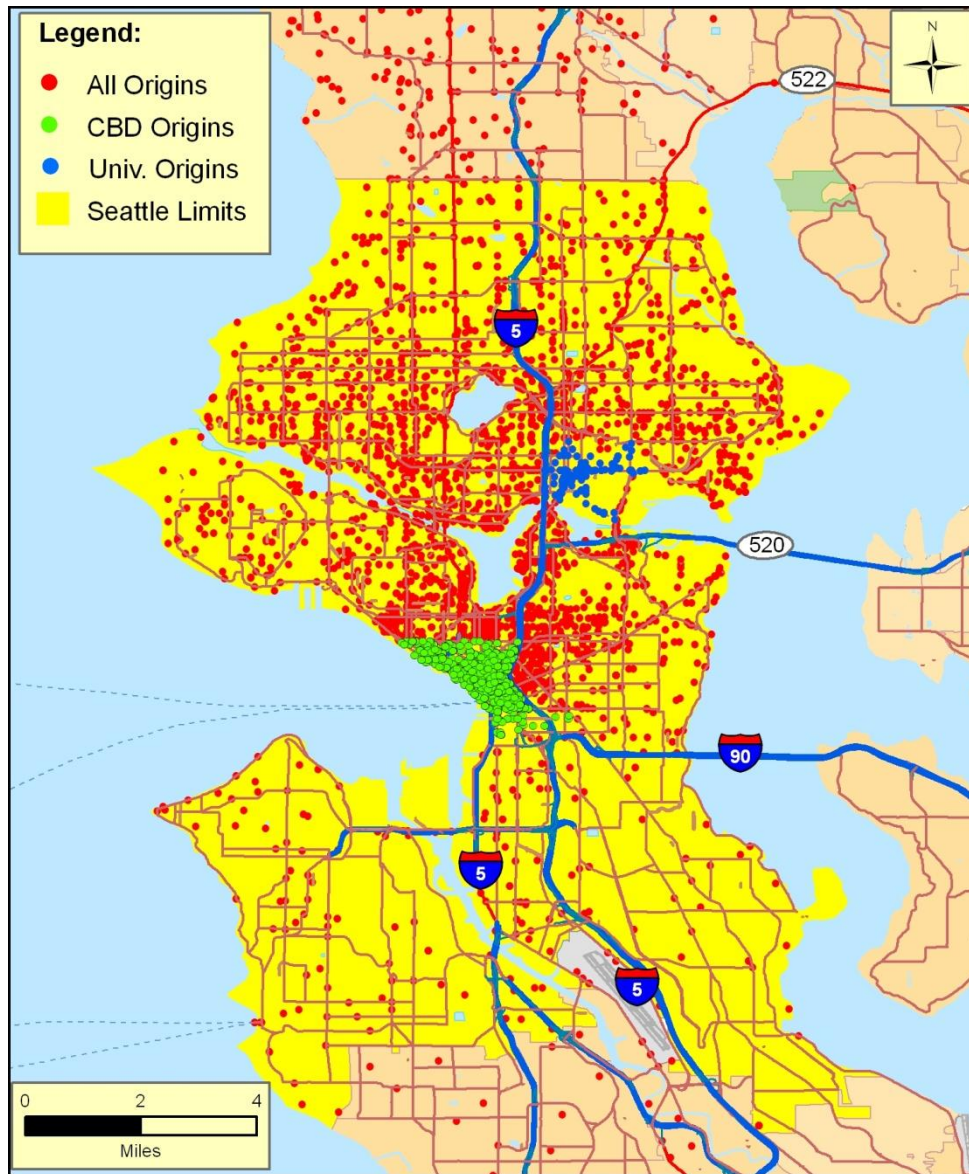 Legend:
All Origins
CBD Origins
Univ. Origins
Seattle Limits
N
522
5
520
90
5
5
0 2 4
Miles